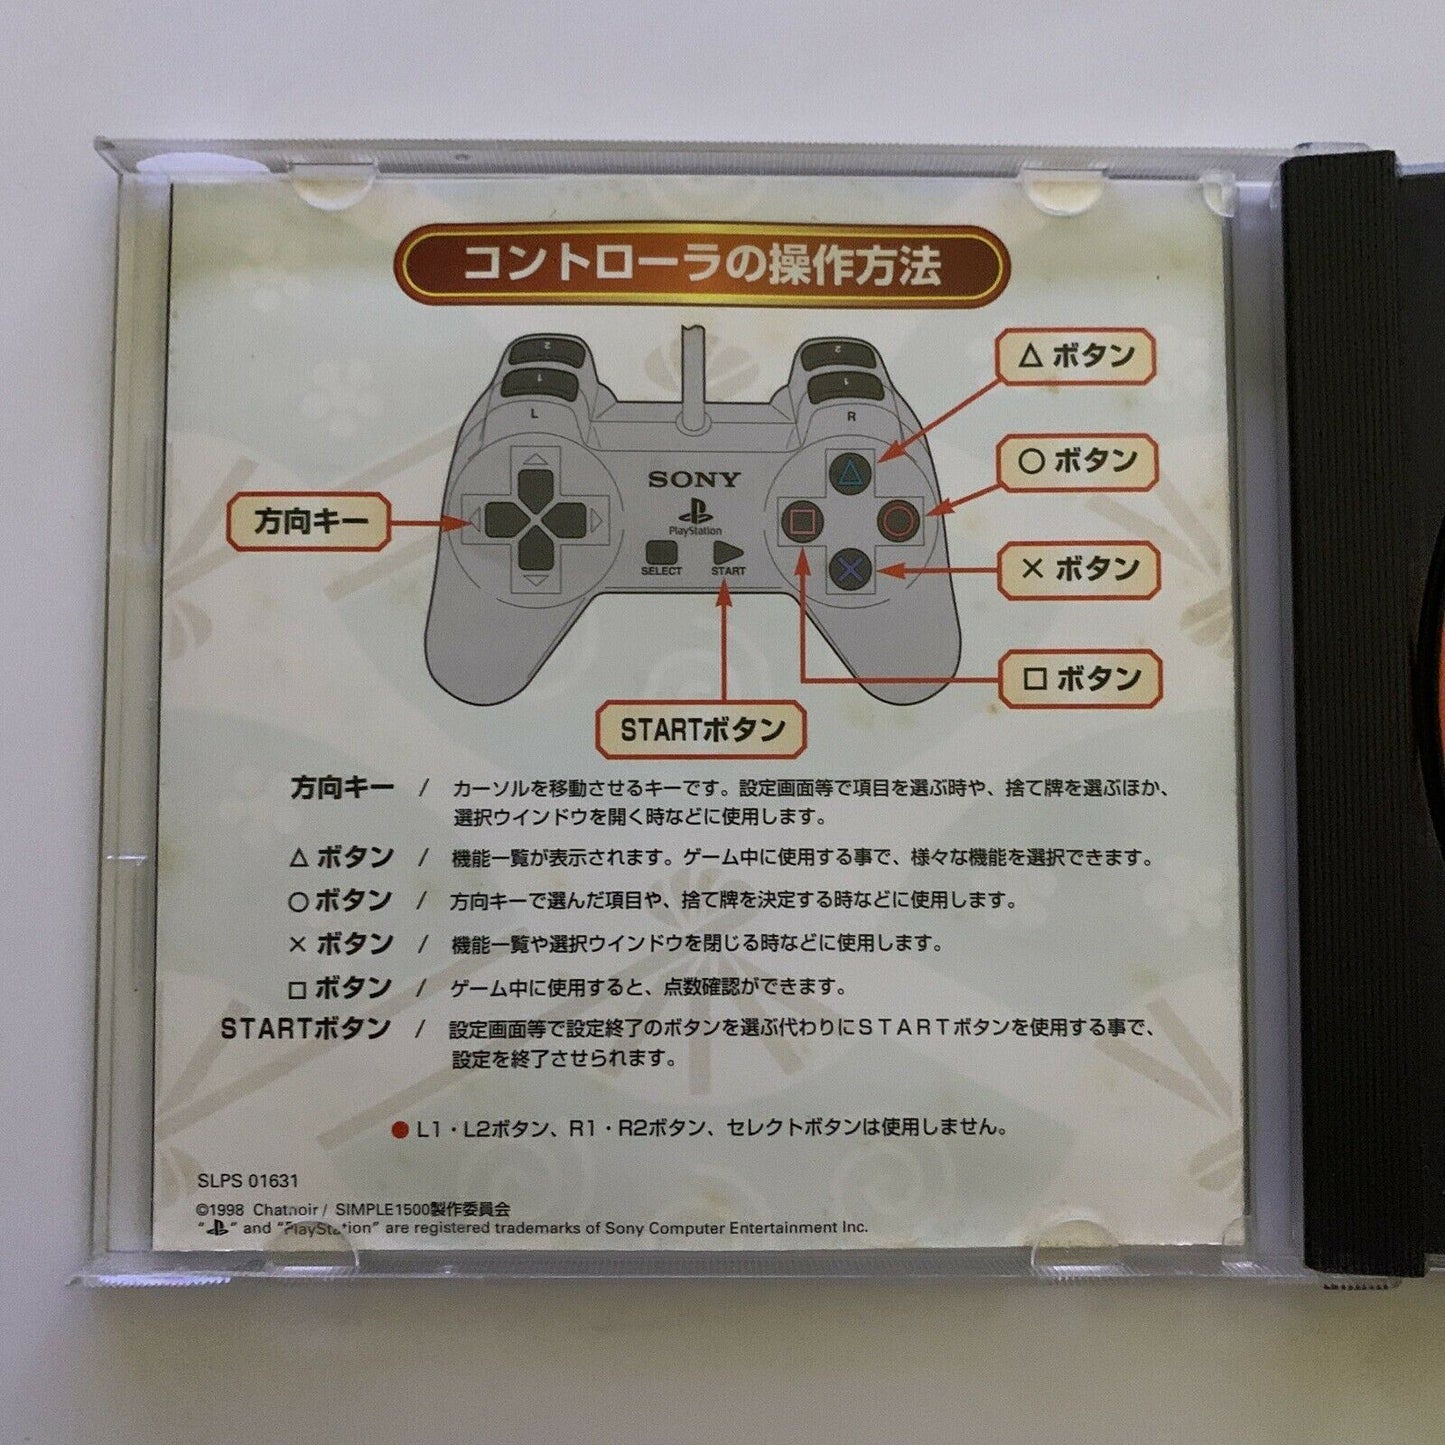 コントローラの操作方法
△ ボタン
○ ボタン
方向キー
× ボタン
□ ボタン
STARTボタン
2
1
L
2
1
R
SONY
PlayStation
SELECT
START
方向キー / カーソルを移動させるキーです。設定画面等で項目を選ぶ時や、捨て牌を選ぶほか、
選択ウインドウを開く時などに使用します。
△ ボタン / 機能一覧が表示されます。ゲーム中に使用する事で、様々な機能を選択できます。
○ ボタン / 方向キーで選んだ項目や、捨て牌を決定する時などに使用します。
× ボタン / 機能一覧や選択ウインドウを閉じる時などに使用します。
□ ボタン / ゲーム中に使用すると、点数確認ができます。
STARTボタン / 設定画面等で設定終了のボタンを選ぶ代わりにSTARTボタンを使用する事で、
設定を終了させられます。
● L1・L2ボタン、R1・R2ボタン、セレクトボタンは使用しません。
SLPS 01631
©1998 Chatnoir / SIMPLE1500製作委員会
" " and "PlayStation" are registered trademarks of Sony Computer Entertainment Inc.